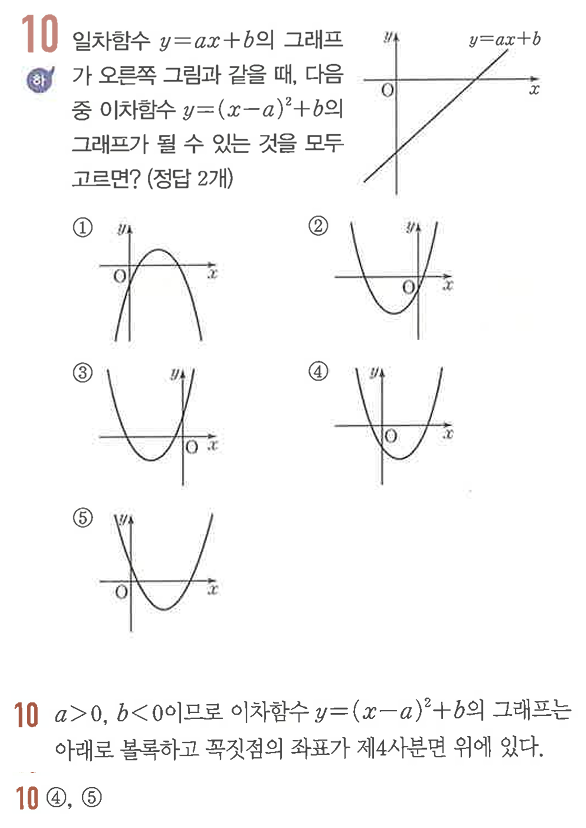 10 일차함수 y=ax+b의 그래프
하 가 오른쪽 그림과 같을 때, 다음
중 이차함수 y=(x-a)²+b의
그래프가 될 수 있는 것을 모두
고르면? (정답 2개)
y y=ax+b
O x
① y
O x
② y
O x
③ y
O x
④ y
O x
⑤ y
O x
10 a>0, b<0이므로 이차함수 y=(x-a)²+b의 그래프는
아래로 볼록하고 꼭짓점의 좌표가 제4사분면 위에 있다.
10 ④, ⑤